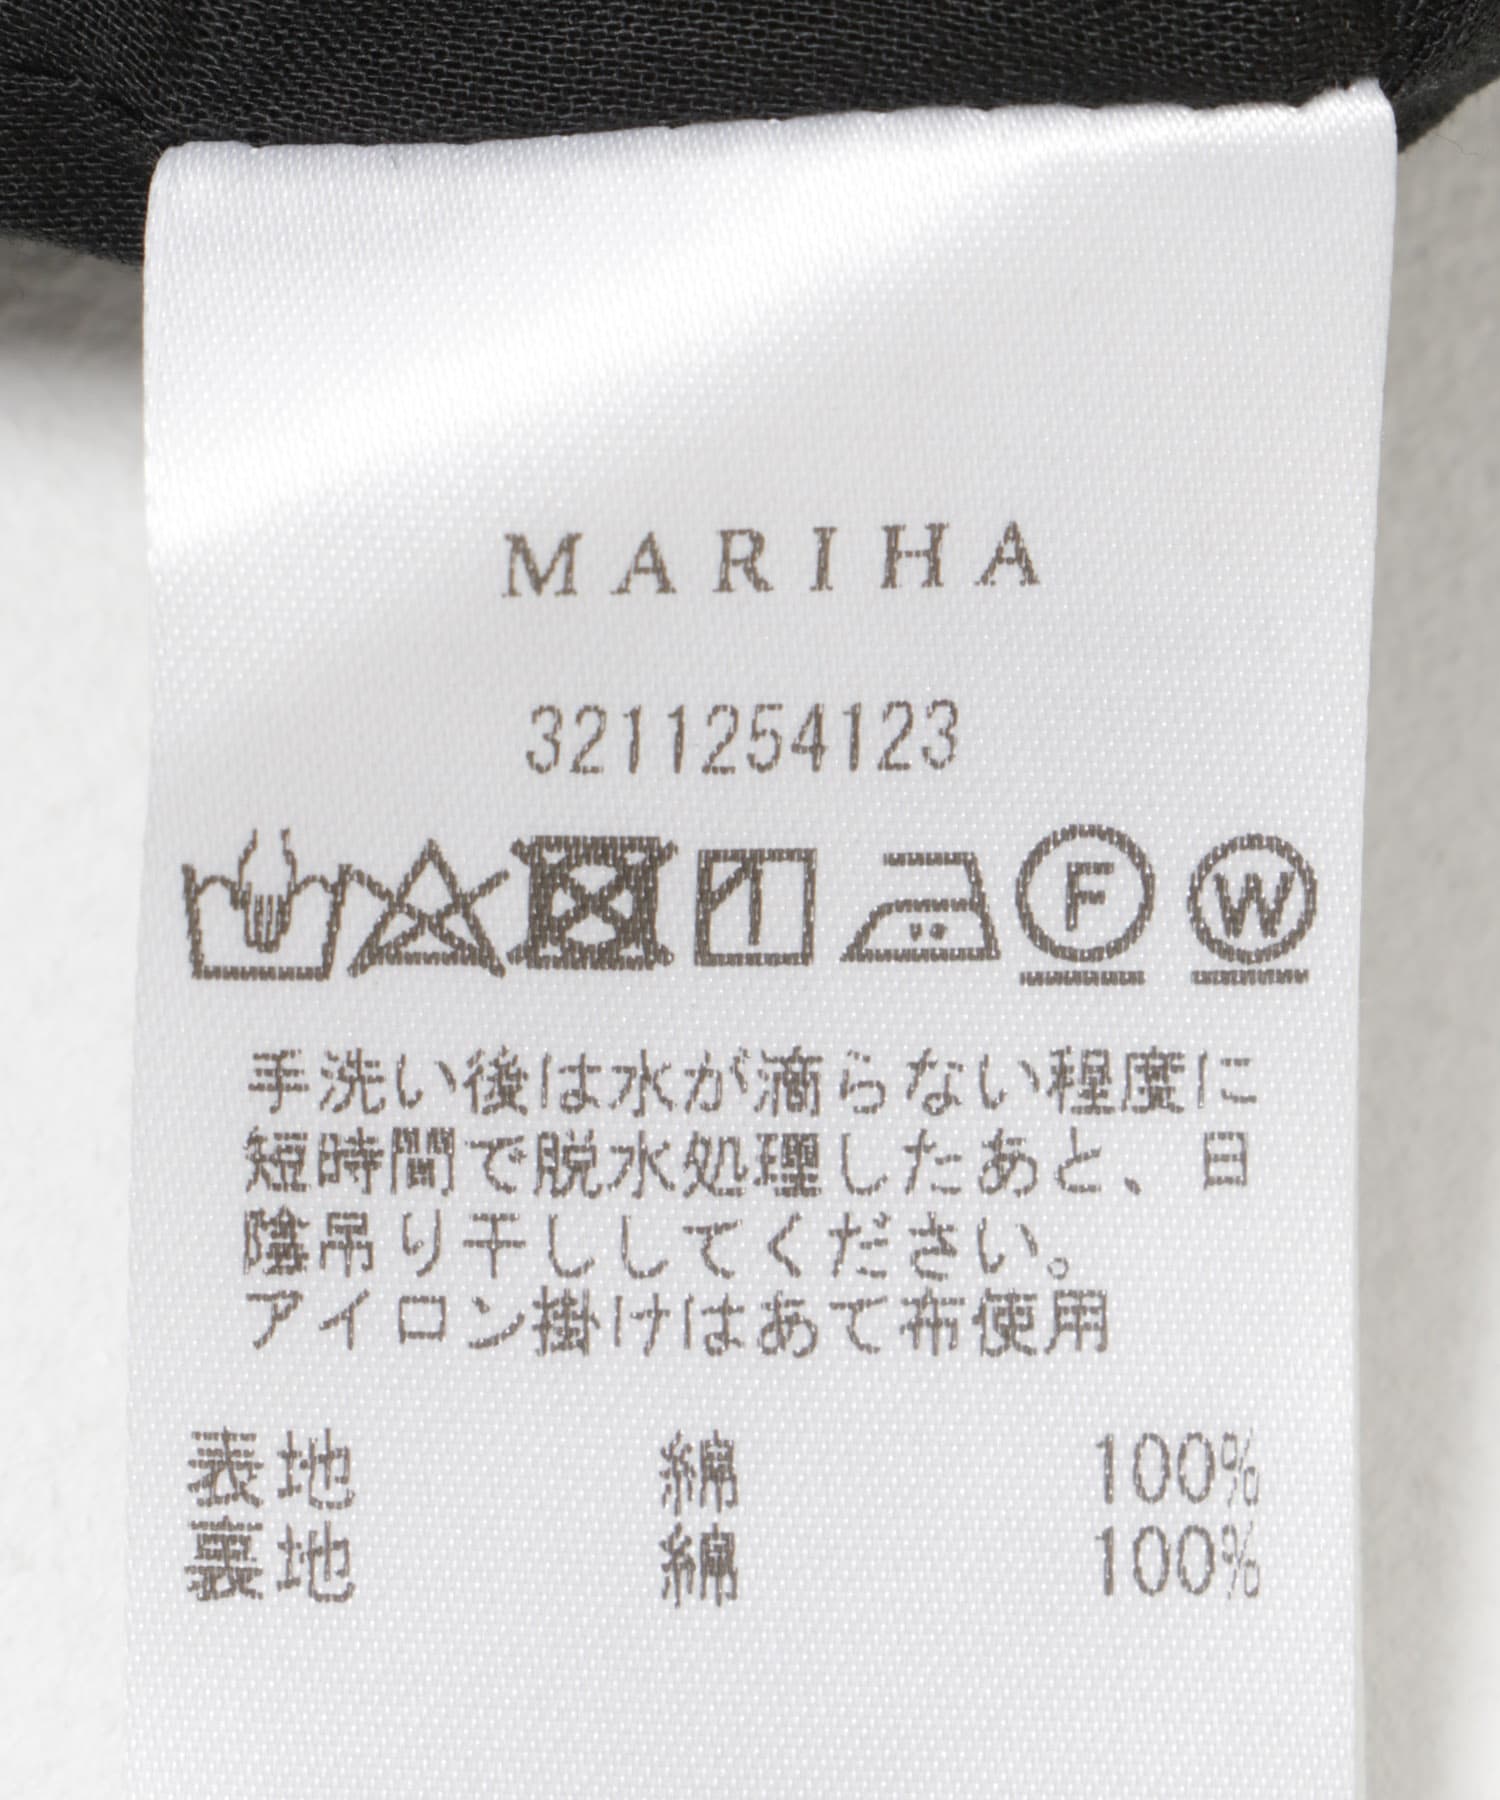 MARIHA
3211254123
F W
手洗い後は水が滴らない程度に
短時間で脱水処理したあと、日
陰吊り干ししてください。
アイロン掛けはあて布使用
表地 綿 100%
裏地 綿 100%